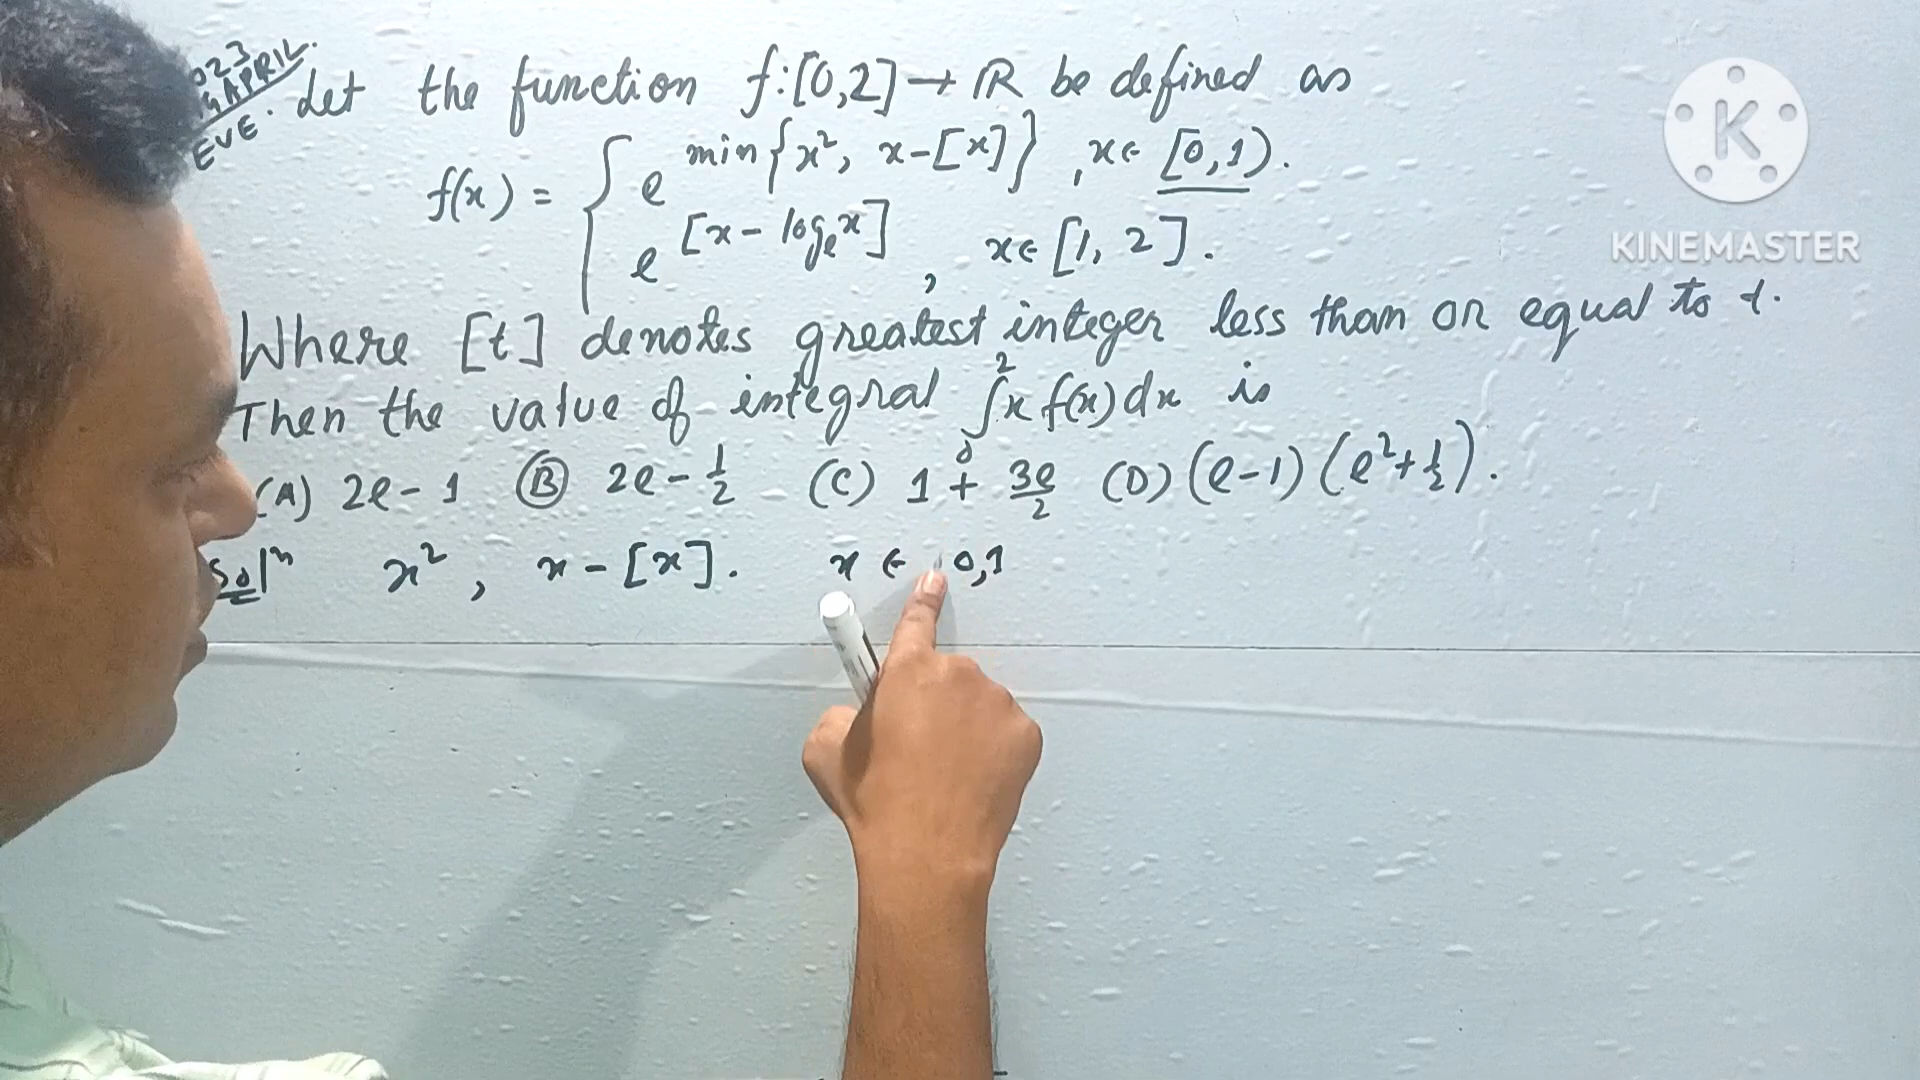 023
APRIL
EVE.
Let the function f:[0,2]→ℝ be defined as
f(x) = { e^{min{x², x-[x]}} , x∈ [0,1).
e^{[x - logₑx]} , x∈ [1, 2].
Where [t] denotes greatest integer less than or equal to t.
Then the value of integral ∫₀² x f(x) dx is
(A) 2e - 1 (B) 2e - 1/2 (C) 1 + 3e/2 (D) (e-1)(e²+1/2).
Solⁿ x² , x - [x]. x ∈ 0,1
K
KINEMASTER